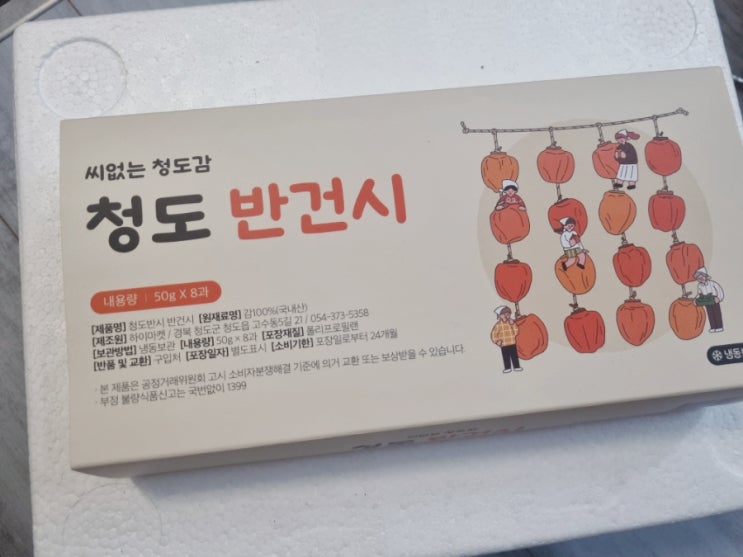 씨없는 청도감
청도 반건시
내용량 | 50g X 8과
[제품명] 청도반시 반건시 [원재료명] 감100%(국내산)
[제조원] 하이마켓 / 경북 청도군 청도읍 고수동5길 21 / 054-373-5358
[보관방법] 냉동보관 [내용량] 50g × 8과 [포장재질] 폴리프로필렌
[반품 및 교환] 구입처 [포장일자] 별도표시 [소비기한] 포장일로부터 24개월
· 본 제품은 공정거래위원회 고시 소비자분쟁해결 기준에 의거 교환 또는 보상받을 수 있습니다.
· 부정 불량식품신고는 국번없이 1399
냉동
청도 반건시